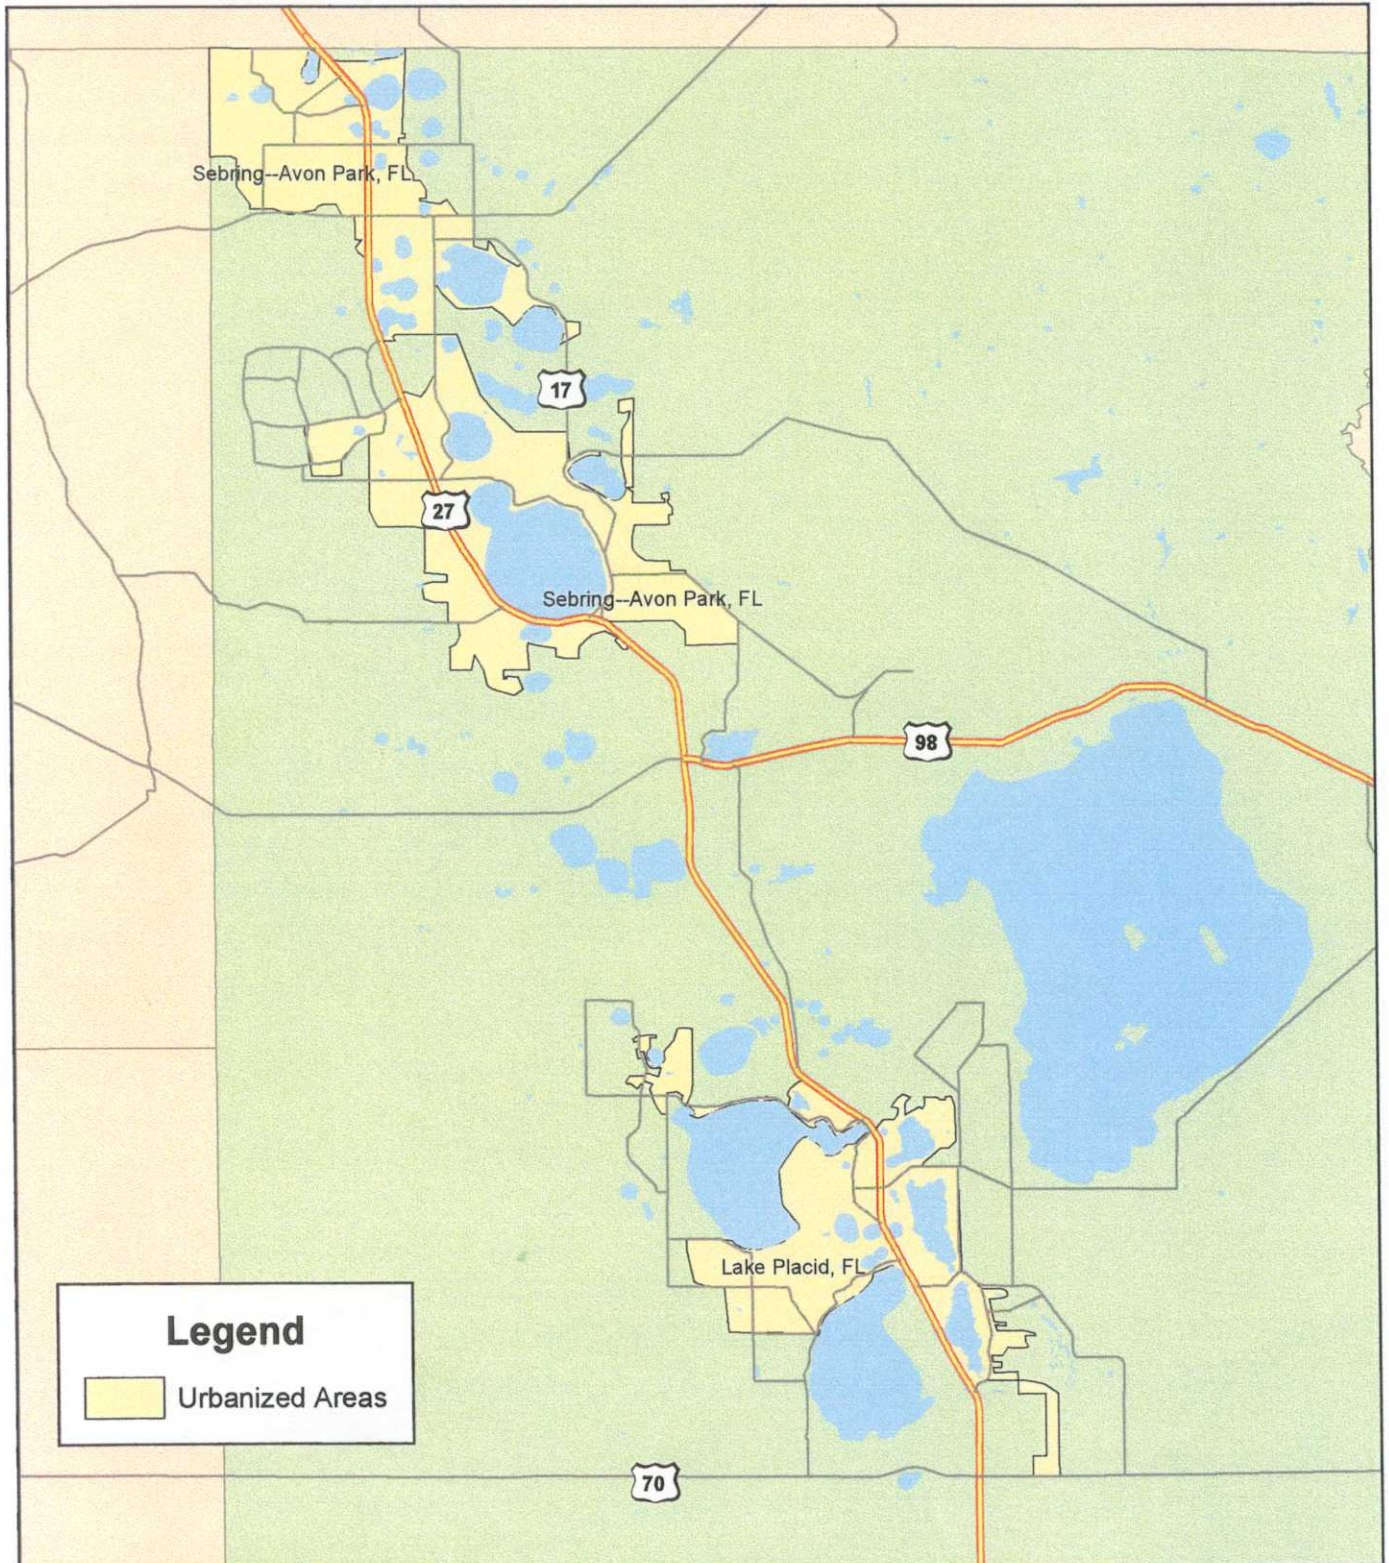 Sebring--Avon Park, FL
17
27
Sebring--Avon Park, FL
98
Lake Placid, FL
Legend
Urbanized Areas
70